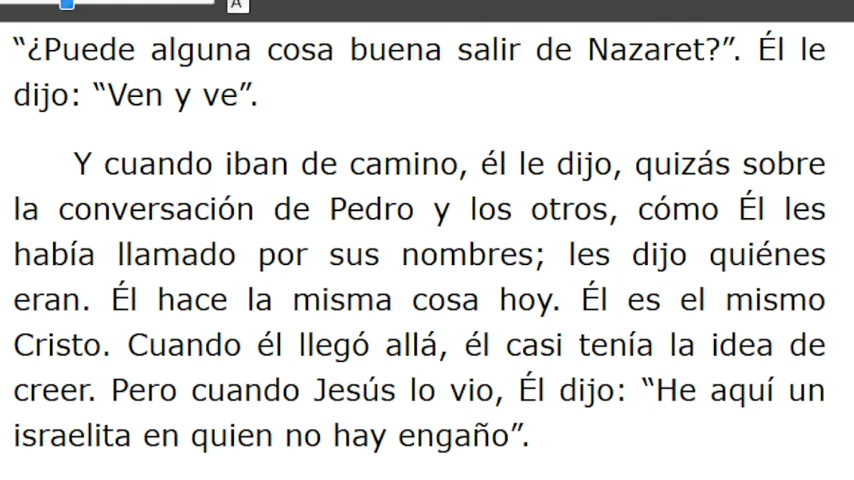 A
“¿Puede alguna cosa buena salir de Nazaret?”. Él le
dijo: “Ven y ve”.
Y cuando iban de camino, él le dijo, quizás sobre
la conversación de Pedro y los otros, cómo Él les
había llamado por sus nombres; les dijo quiénes
eran. Él hace la misma cosa hoy. Él es el mismo
Cristo. Cuando él llegó allá, él casi tenía la idea de
creer. Pero cuando Jesús lo vio, Él dijo: “He aquí un
israelita en quien no hay engaño”.